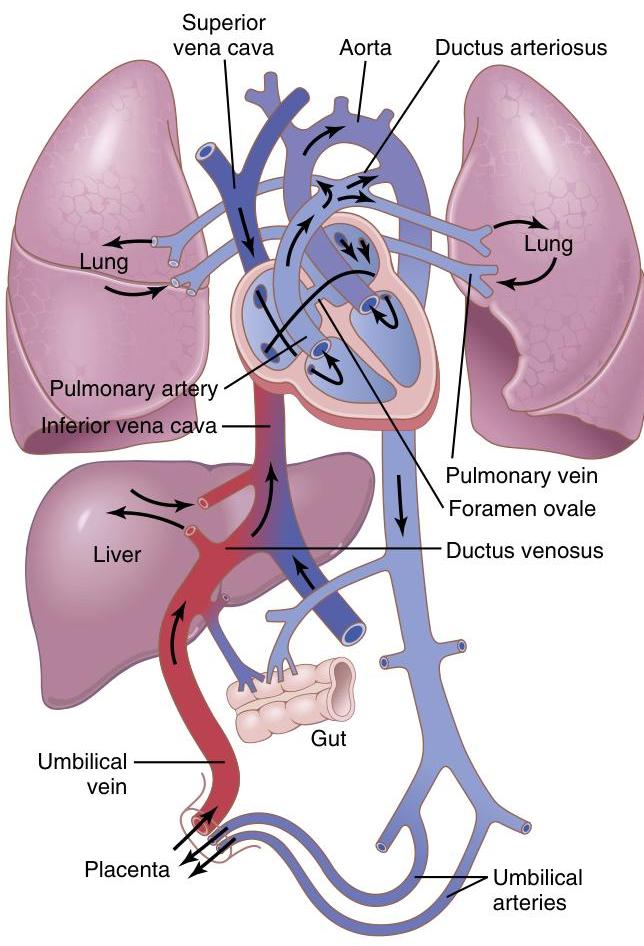 Superior
vena cava
Aorta
Ductus arteriosus
Lung
Lung
Pulmonary artery
Inferior vena cava
Pulmonary vein
Foramen ovale
Liver
Ductus venosus
Gut
Umbilical
vein
Placenta
Umbilical
arteries